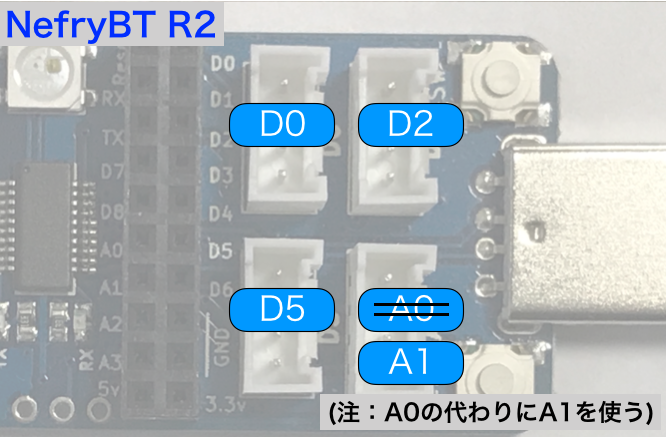 NefryBT R2
D0
D1
D2
D3
D4
D5
D6
GND
3.3v
RX
TX
D7
D8
A0
A1
A2
A3
5v
RX
D0
D2
D5
A0
A1
(注：A0の代わりにA1を使う)